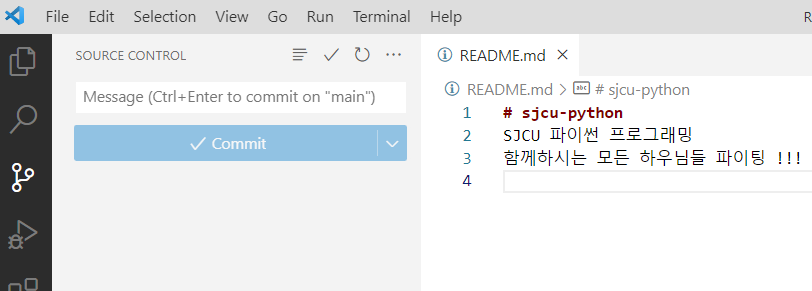 File Edit Selection View Go Run Terminal Help R
SOURCE CONTROL
Message (Ctrl+Enter to commit on "main")
Commit
README.md
README.md > abc # sjcu-python
1 # sjcu-python
2 SJCU 파이썬 프로그래밍
3 함께하시는 모든 하우님들 파이팅 !!!
4